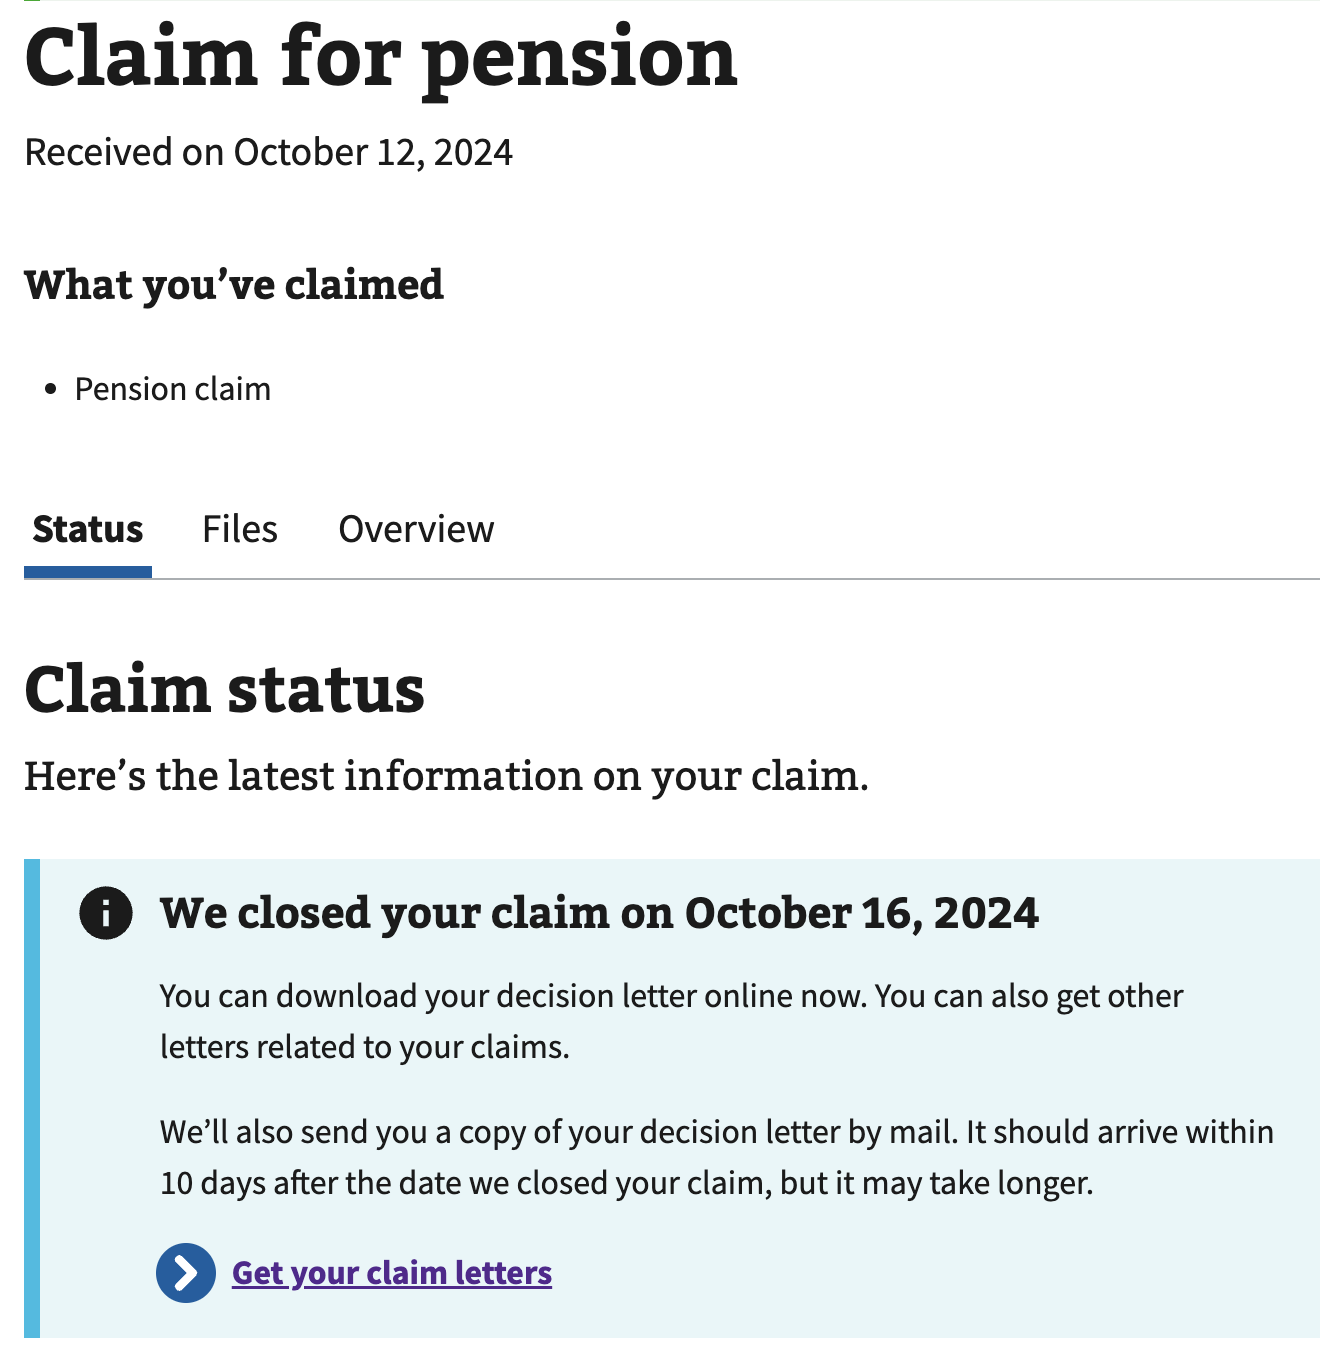 Claim for pension
Received on October 12, 2024
What you’ve claimed
• Pension claim
Status Files Overview
Claim status
Here’s the latest information on your claim.
We closed your claim on October 16, 2024
You can download your decision letter online now. You can also get other
letters related to your claims.
We’ll also send you a copy of your decision letter by mail. It should arrive within
10 days after the date we closed your claim, but it may take longer.
Get your claim letters